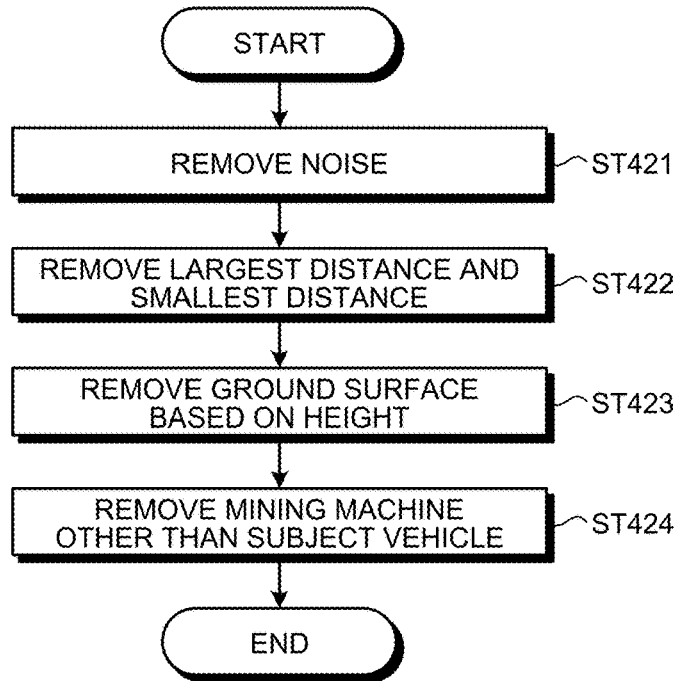 START
REMOVE NOISE
ST421
REMOVE LARGEST DISTANCE AND
SMALLEST DISTANCE
ST422
REMOVE GROUND SURFACE
BASED ON HEIGHT
ST423
REMOVE MINING MACHINE
OTHER THAN SUBJECT VEHICLE
ST424
END